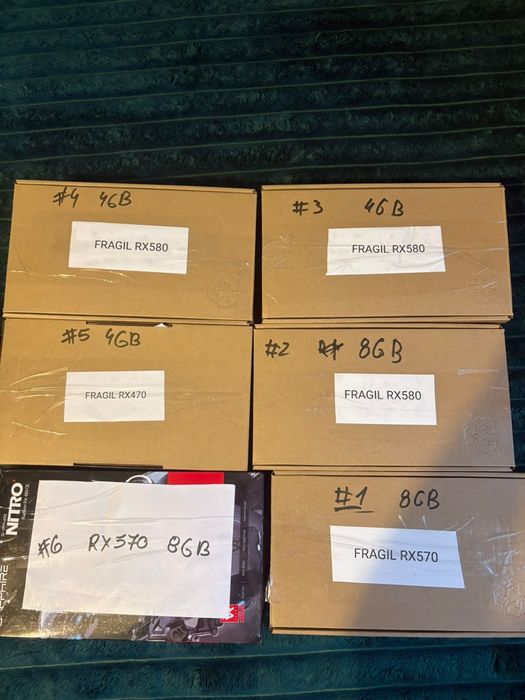 #4 4GB
FRAGIL RX580
#3 4GB
FRAGIL RX580
#5 4GB
FRAGIL RX470
#2 8GB
FRAGIL RX580
NITRO
#6 RX570 8GB
#1 8GB
FRAGIL RX570